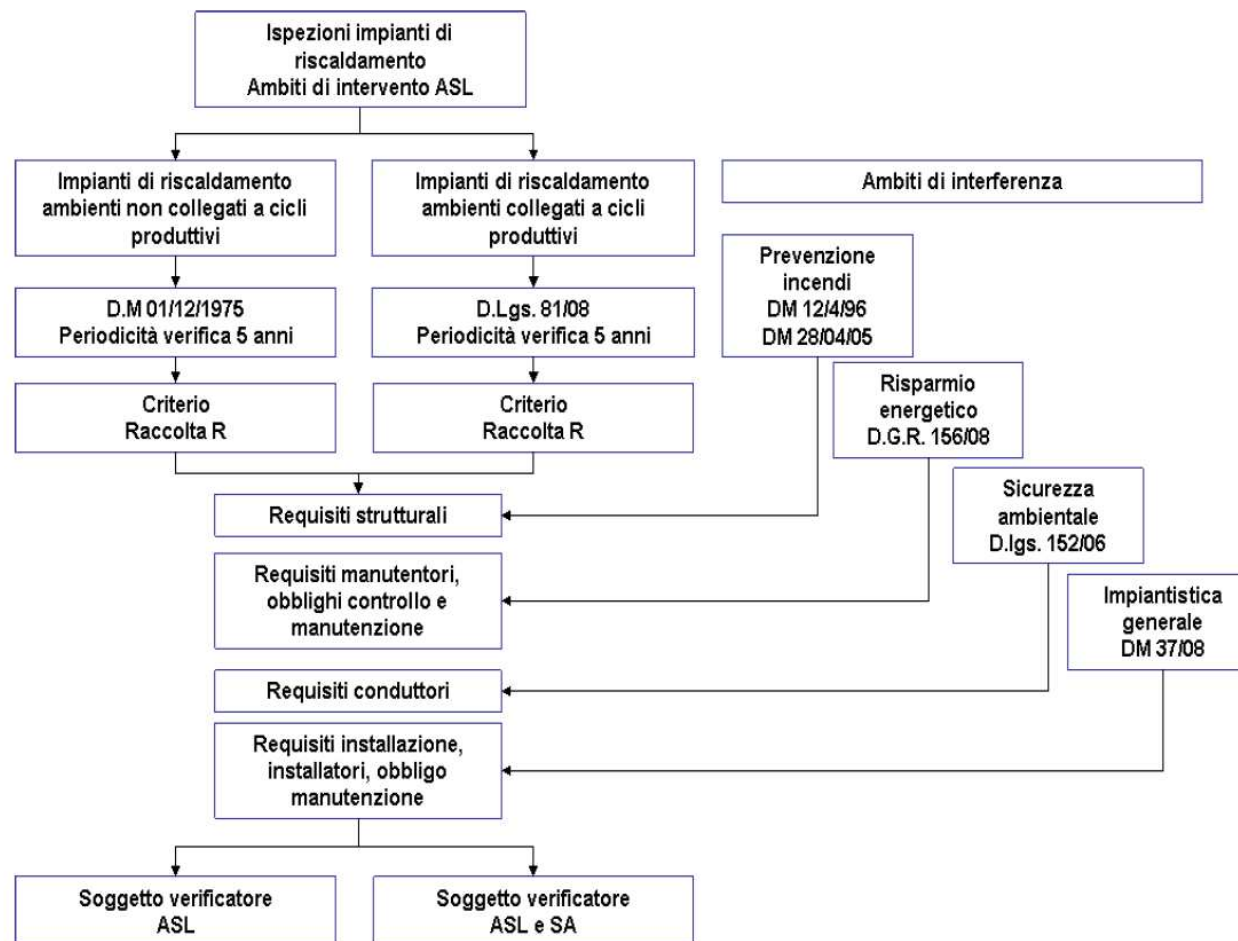 Ispezioni impianti di
riscaldamento
Ambiti di intervento ASL
Impianti di riscaldamento
ambienti non collegati a cicli
produttivi
Impianti di riscaldamento
ambienti collegati a cicli
produttivi
Ambiti di interferenza
D.M 01/12/1975
Periodicità verifica 5 anni
D.Lgs. 81/08
Periodicità verifica 5 anni
Prevenzione
incendi
DM 12/4/96
DM 28/04/05
Criterio
Raccolta R
Criterio
Raccolta R
Risparmio
energetico
D.G.R. 156/08
Requisiti strutturali
Sicurezza
ambientale
D.lgs. 152/06
Requisiti manutentori,
obblighi controllo e
manutenzione
Impiantistica
generale
DM 37/08
Requisiti conduttori
Requisiti installazione,
installatori, obbligo
manutenzione
Soggetto verificatore
ASL
Soggetto verificatore
ASL e SA